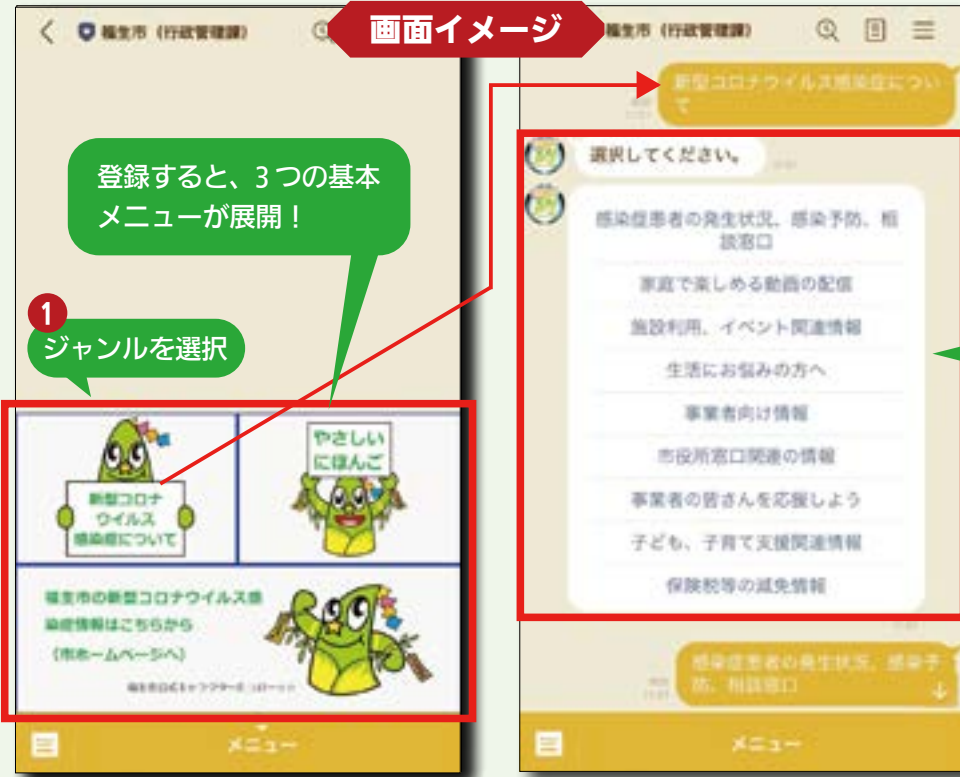 画面イメージ
福生市（行政管理課）
登録すると、3つの基本
メニューが展開！
1
ジャンルを選択
新型コロナ
ウイルス
感染症について
やさしい
にほんご
福生市の新型コロナウイルス感
染症情報はこちらから
（市ホームページへ）
メニュー
福生市（行政管理課）
新型コロナウイルス感染症につい
て
選択してください。
感染症患者の発生状況、感染予防、相
談窓口
家庭で楽しめる動画の配信
施設利用、イベント関連情報
生活にお悩みの方へ
事業者向け情報
市役所窓口関連の情報
事業者の皆さんを応援しよう
子ども、子育て支援関連情報
保険税等の減免情報
感染症患者の発生状況、感染予
防、相談窓口
メニュー